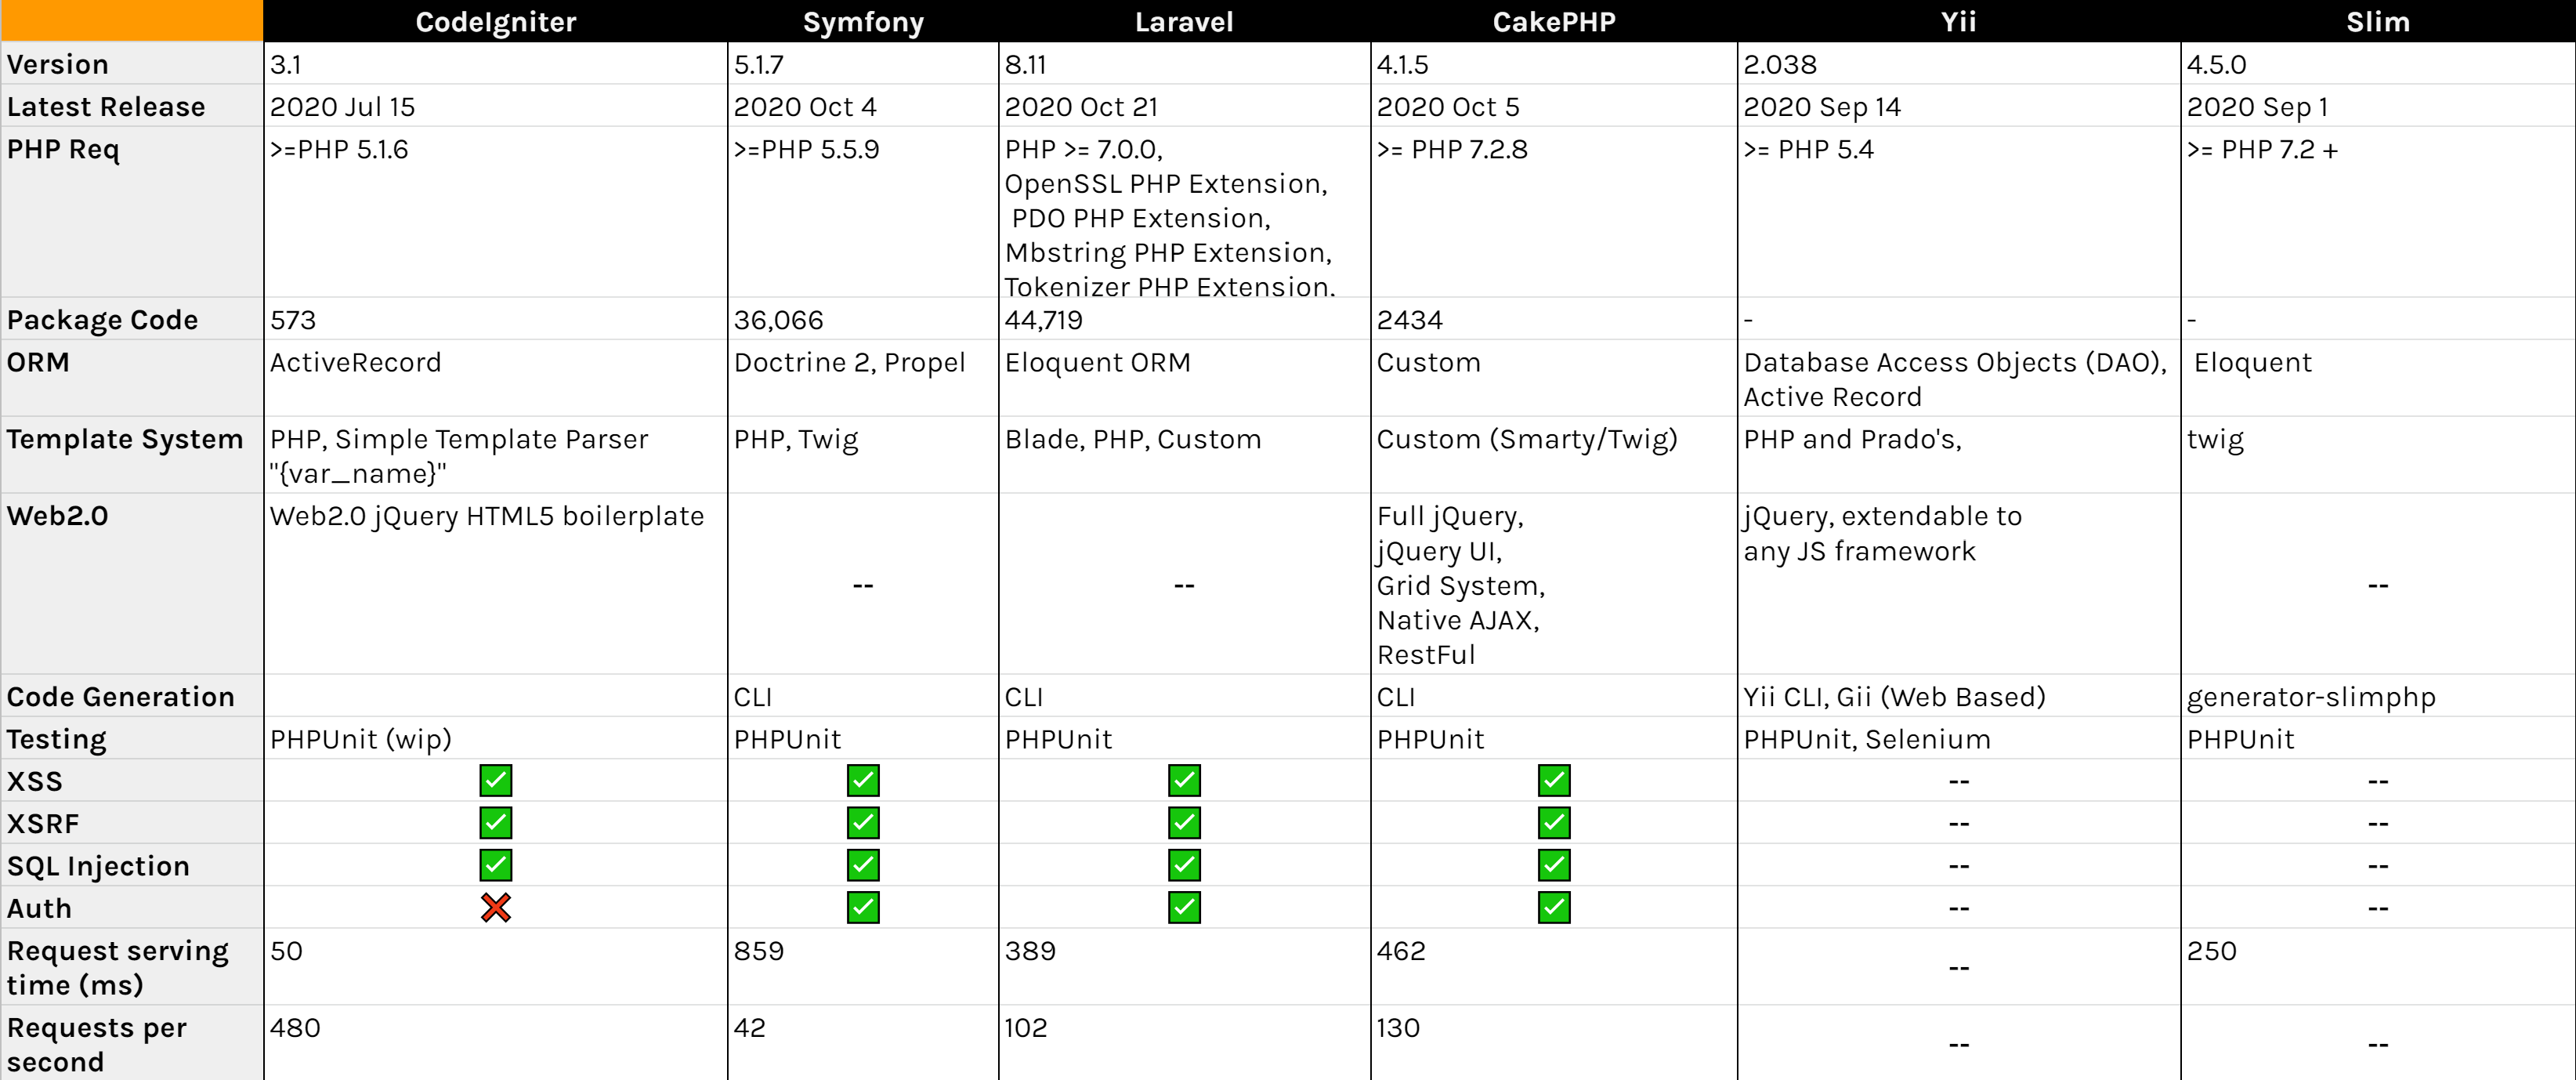 CodeIgniter Symfony Laravel CakePHP Yii Slim
Version 3.1 5.1.7 8.11 4.1.5 2.038 4.5.0
Latest Release 2020 Jul 15 2020 Oct 4 2020 Oct 21 2020 Oct 5 2020 Sep 14 2020 Sep 1
PHP Req >=PHP 5.1.6 >=PHP 5.5.9 PHP >= 7.0.0, >= PHP 7.2.8 >= PHP 5.4 >= PHP 7.2 +
OpenSSL PHP Extension,
PDO PHP Extension,
Mbstring PHP Extension,
Tokenizer PHP Extension,
Package Code 573 36,066 44,719 2434 - -
ORM ActiveRecord Doctrine 2, Propel Eloquent ORM Custom Database Access Objects (DAO), Eloquent
Active Record
Template System PHP, Simple Template Parser PHP, Twig Blade, PHP, Custom Custom (Smarty/Twig) PHP and Prado's, twig
"{var_name}"
Web2.0 Web2.0 jQuery HTML5 boilerplate Full jQuery, jQuery, extendable to
jQuery UI, any JS framework
-- -- Grid System, --
Native AJAX,
RestFul
Code Generation CLI CLI CLI Yii CLI, Gii (Web Based) generator-slimphp
Testing PHPUnit (wip) PHPUnit PHPUnit PHPUnit PHPUnit, Selenium PHPUnit
XSS ✅ ✅ ✅ ✅ -- --
XSRF ✅ ✅ ✅ ✅ -- --
SQL Injection ✅ ✅ ✅ ✅ -- --
Auth ❌ ✅ ✅ ✅ -- --
Request serving 50 859 389 462 -- 250
time (ms)
Requests per 480 42 102 130 -- --
second